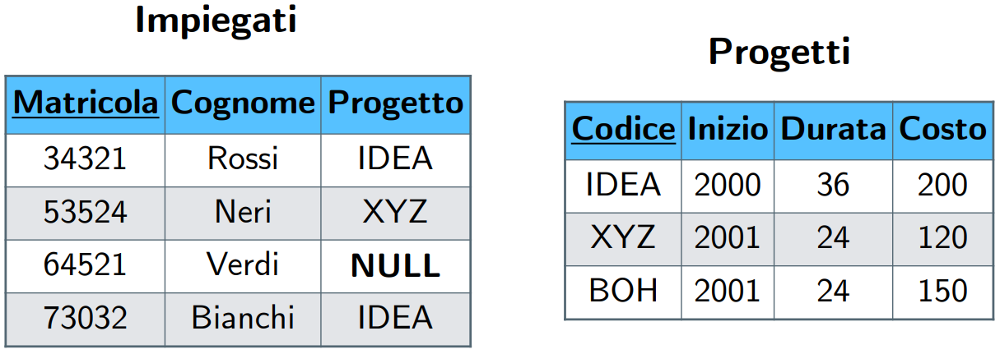 Impiegati
Matricola Cognome Progetto
34321 Rossi IDEA
53524 Neri XYZ
64521 Verdi NULL
73032 Bianchi IDEA
Progetti
Codice Inizio Durata Costo
IDEA 2000 36 200
XYZ 2001 24 120
BOH 2001 24 150